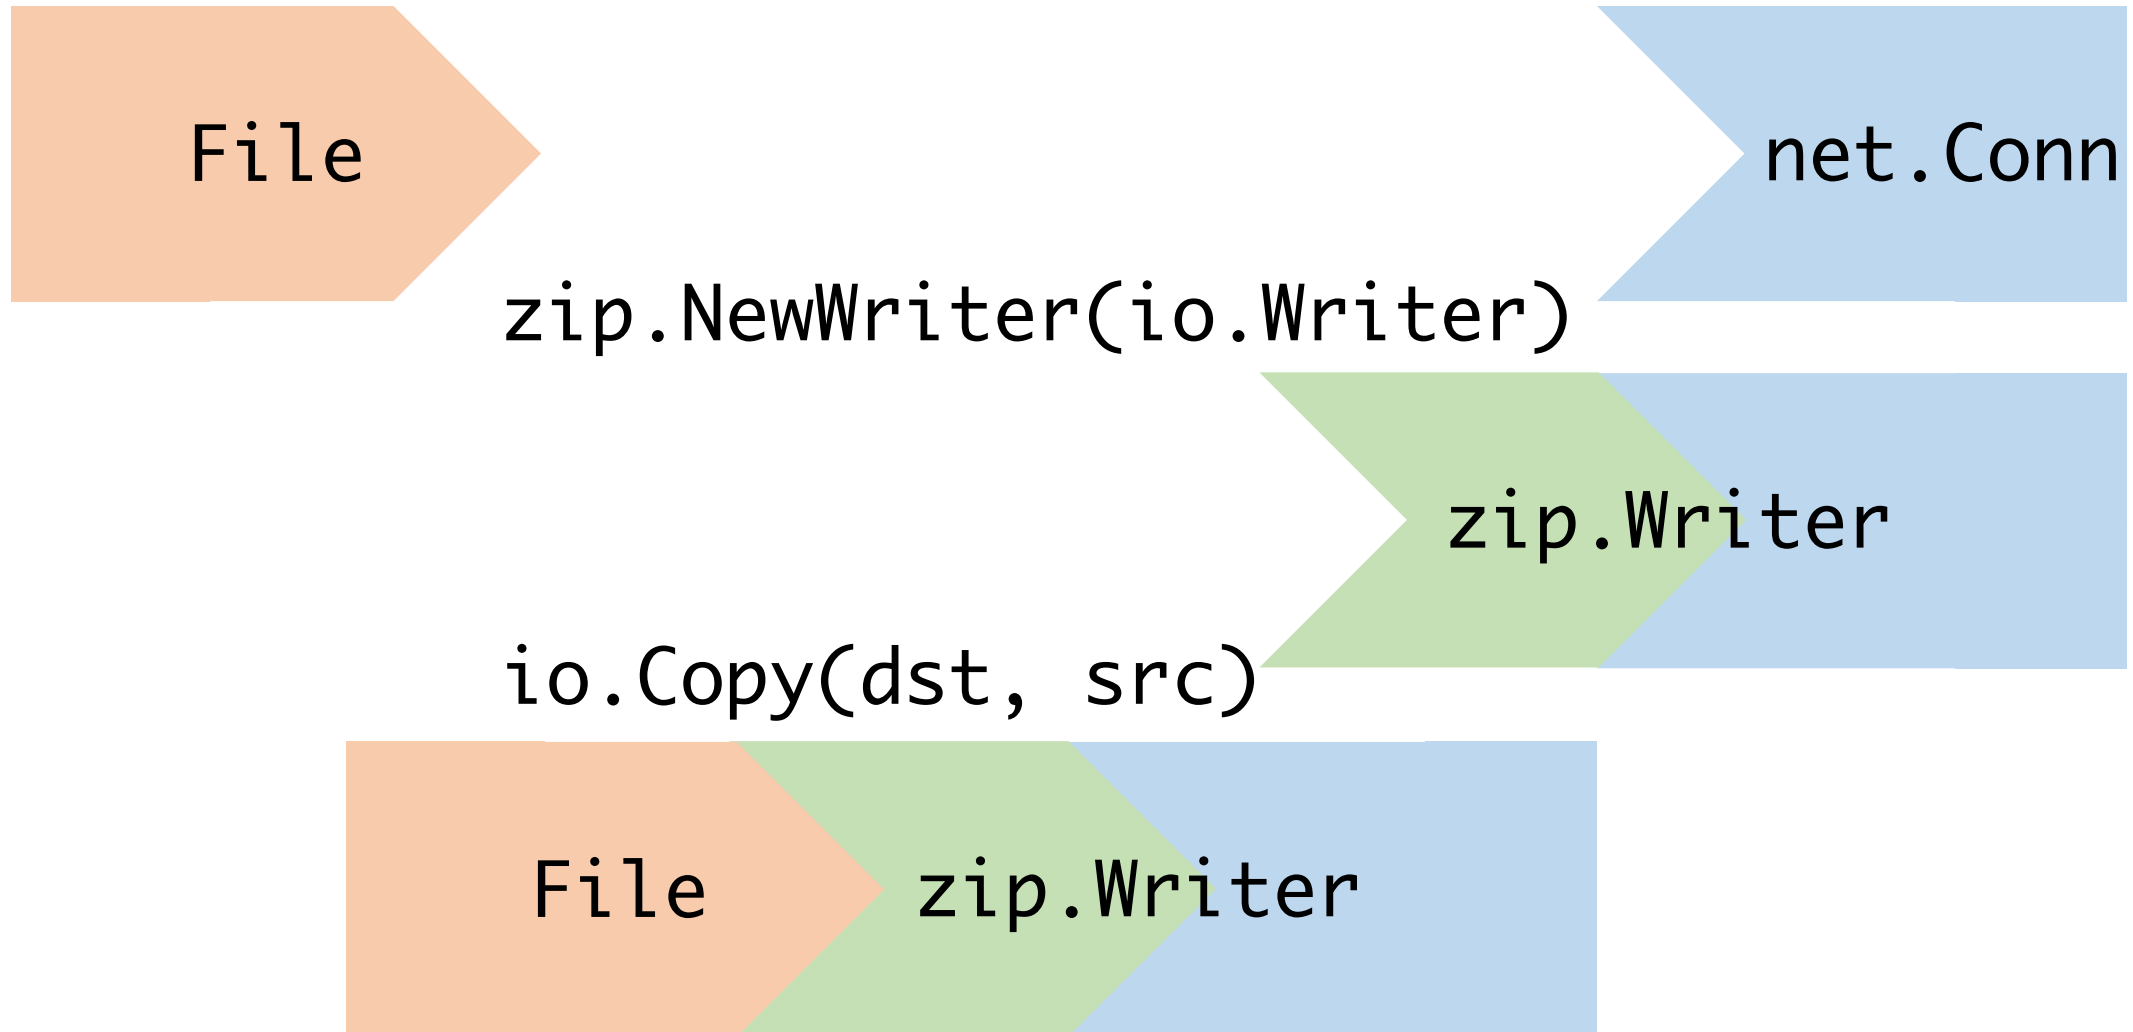 File
net.Conn
zip.NewWriter(io.Writer)
zip.Writer
io.Copy(dst, src)
File
zip.Writer